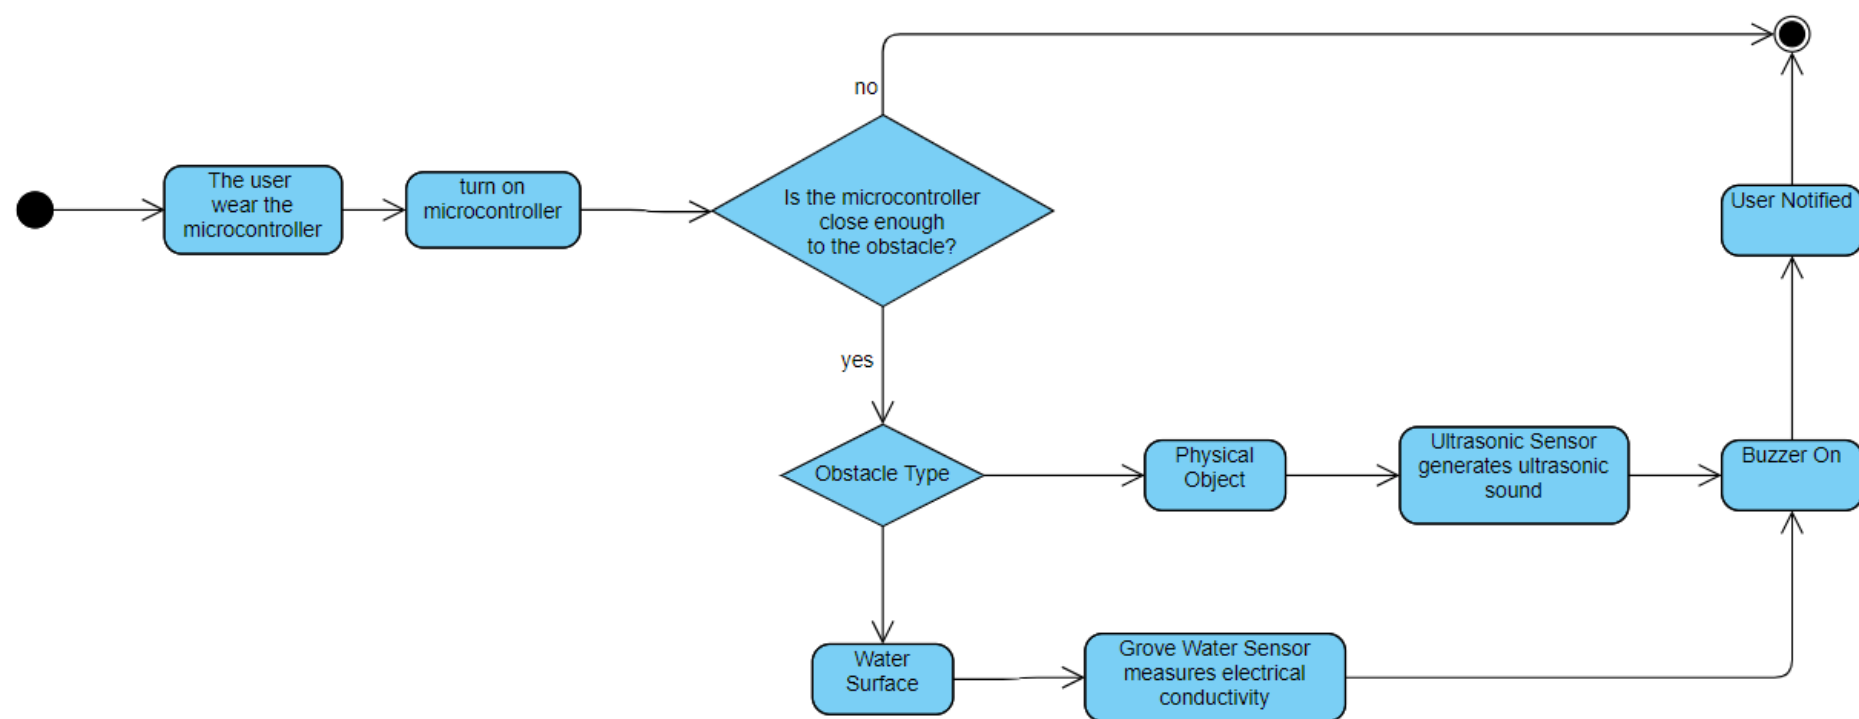 no
The user
wear the
microcontroller
turn on
microcontroller
Is the microcontroller
close enough
to the obstacle?
User Notified
yes
Obstacle Type
Physical
Object
Ultrasonic Sensor
generates ultrasonic
sound
Buzzer On
Water
Surface
Grove Water Sensor
measures electrical
conductivity